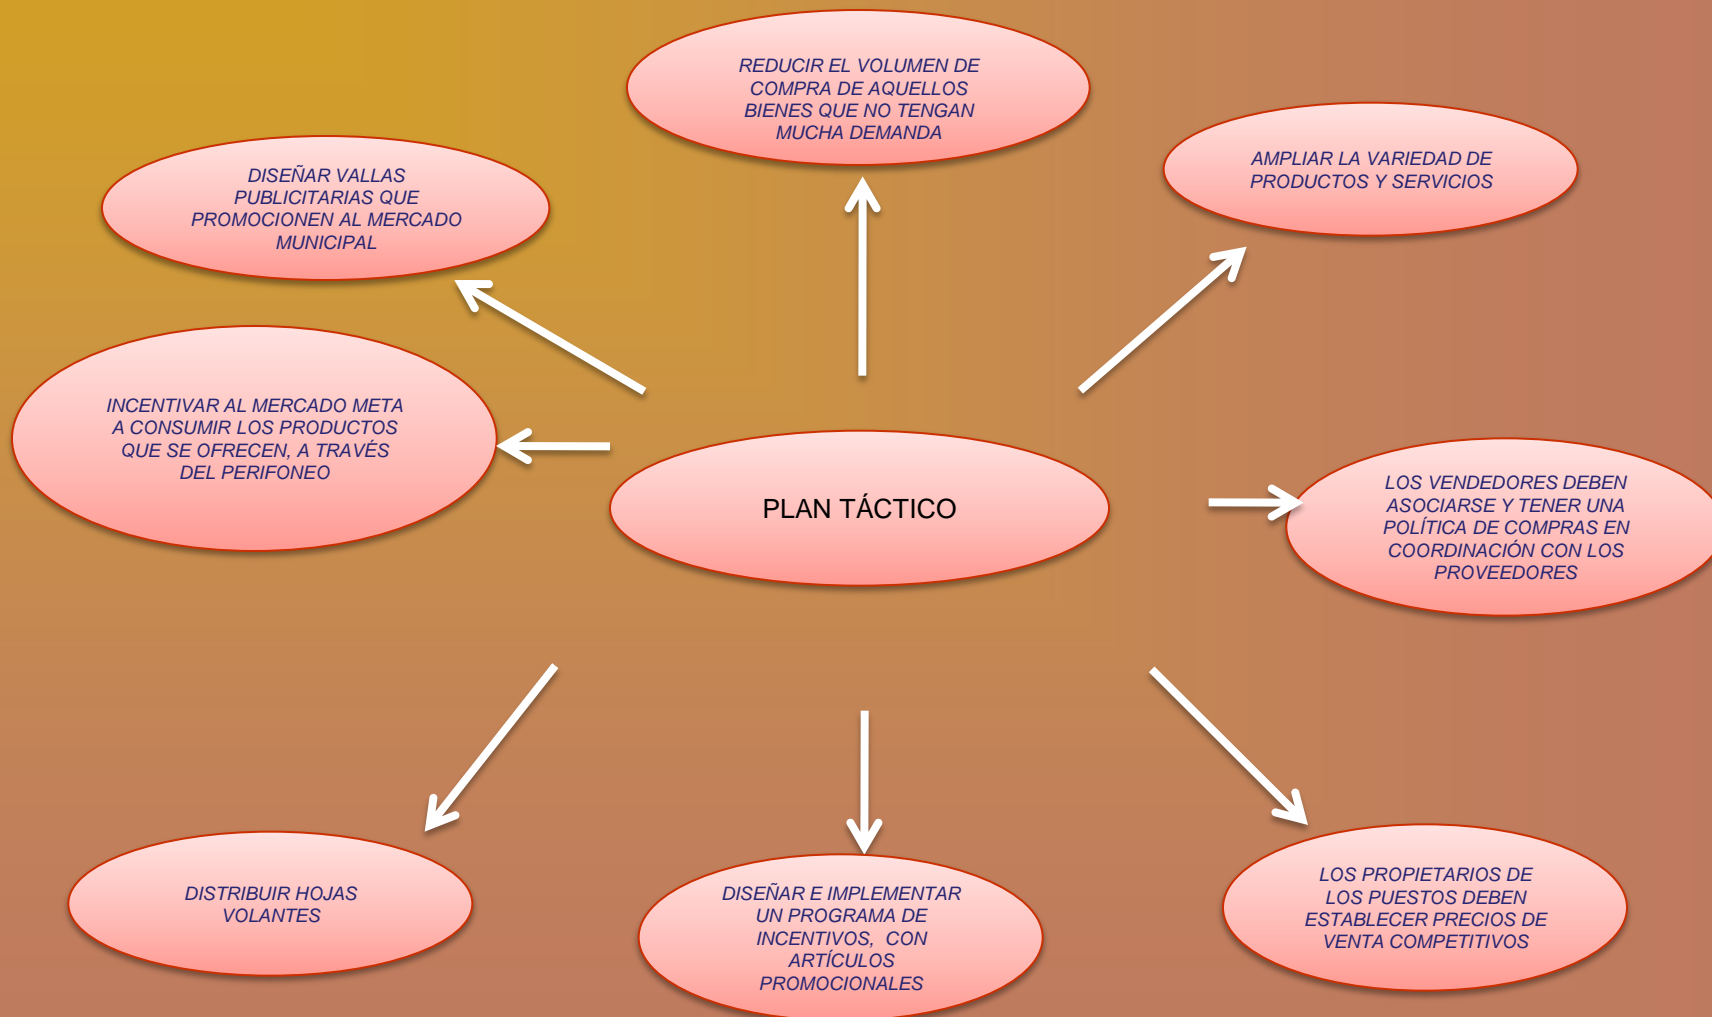 REDUCIR EL VOLUMEN DE
COMPRA DE AQUELLOS
BIENES QUE NO TENGAN
MUCHA DEMANDA
AMPLIAR LA VARIEDAD DE
PRODUCTOS Y SERVICIOS
DISEÑAR VALLAS
PUBLICITARIAS QUE
PROMOCIONEN AL MERCADO
MUNICIPAL
INCENTIVAR AL MERCADO META
A CONSUMIR LOS PRODUCTOS
QUE SE OFRECEN, A TRAVÉS
DEL PERIFONEO
PLAN TÁCTICO
LOS VENDEDORES DEBEN
ASOCIARSE Y TENER UNA
POLÍTICA DE COMPRAS EN
COORDINACIÓN CON LOS
PROVEEDORES
DISTRIBUIR HOJAS
VOLANTES
DISEÑAR E IMPLEMENTAR
UN PROGRAMA DE
INCENTIVOS, CON
ARTÍCULOS
PROMOCIONALES
LOS PROPIETARIOS DE
LOS PUESTOS DEBEN
ESTABLECER PRECIOS DE
VENTA COMPETITIVOS